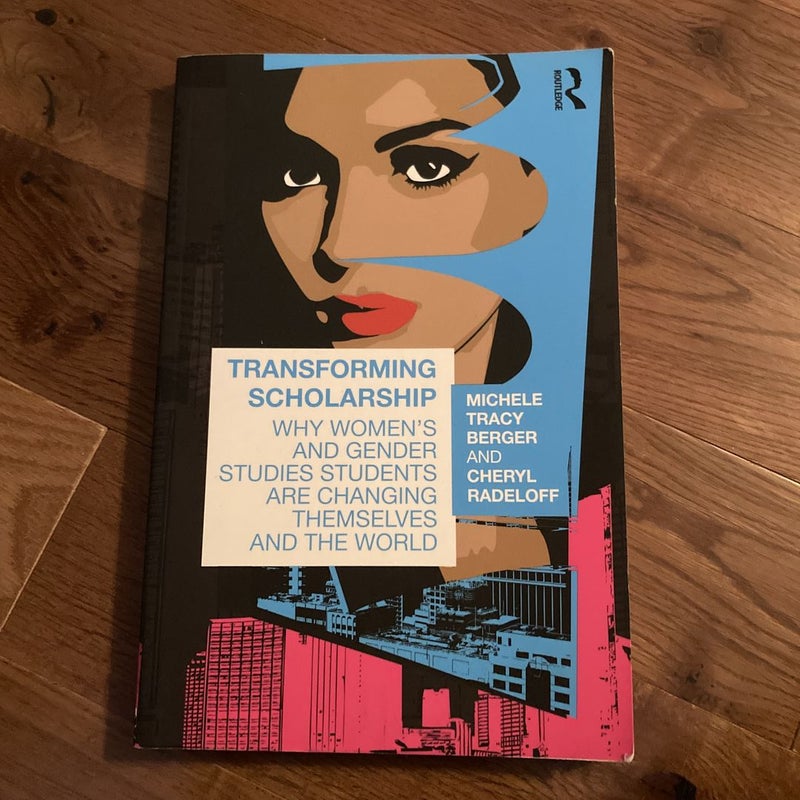 ROUTLEDGE
TRANSFORMING
SCHOLARSHIP
WHY WOMEN'S
AND GENDER
STUDIES STUDENTS
ARE CHANGING
THEMSELVES
AND THE WORLD
MICHELE
TRACY
BERGER
AND
CHERYL
RADELOFF